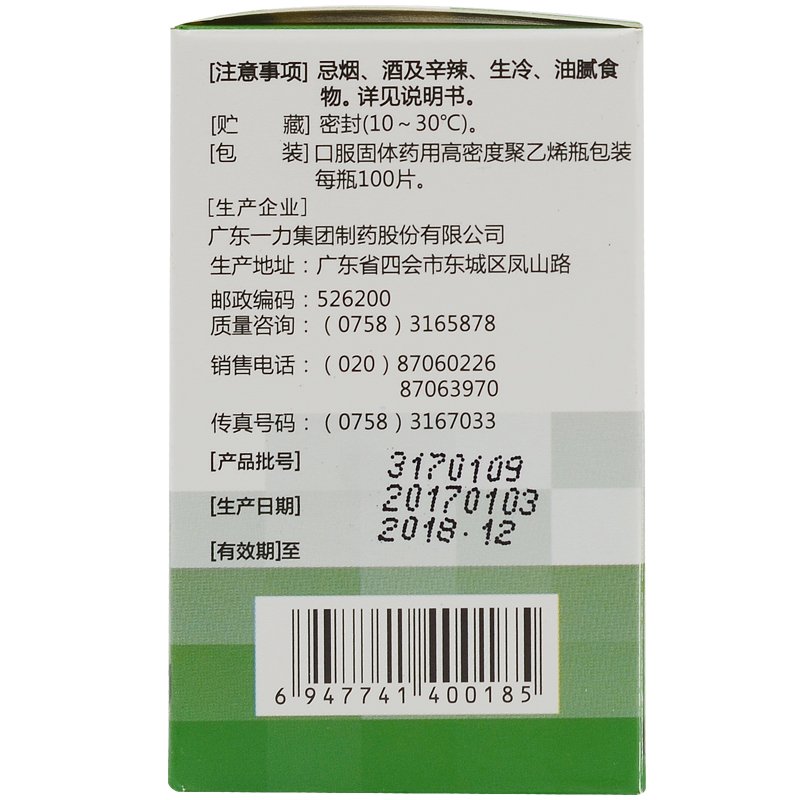 [注意事项] 忌烟、酒及辛辣、生冷、油腻食
物。详见说明书。
[贮 藏] 密封(10～30℃)。
[包 装] 口服固体药用高密度聚乙烯瓶包装
每瓶100片。
[生产企业]
广东一力集团制药股份有限公司
生产地址：广东省四会市东城区凤山路
邮政编码：526200
质量咨询：（0758）3165878
销售电话：（020）87060226
87063970
传真号码：（0758）3167033
[产品批号] 3170109
[生产日期] 20170103
[有效期]至 2018.12
6 947741 400185